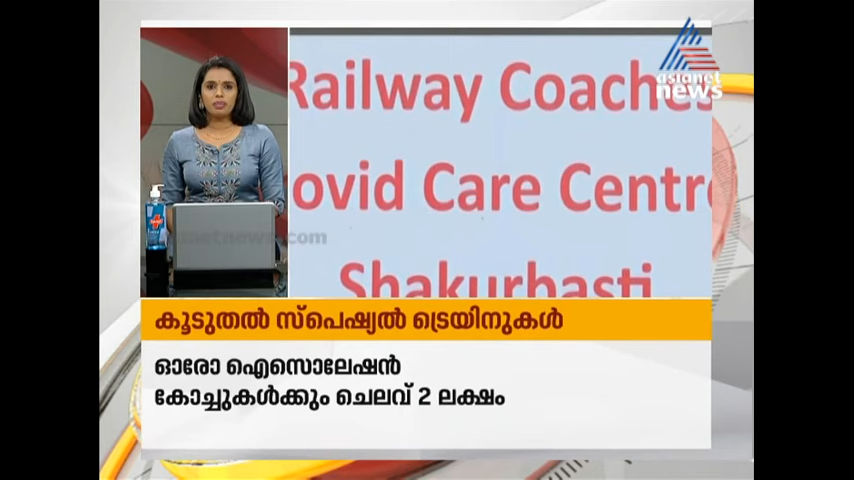 Railway Coaches
ovid Care Centre
Shakurbasti
asianet
news
കൂടുതൽ സ്പെഷ്യൽ ട്രെയിനുകൾ
ഓരോ ഐസൊലേഷൻ
കോച്ചുകൾക്കും ചെലവ് 2 ലക്ഷം